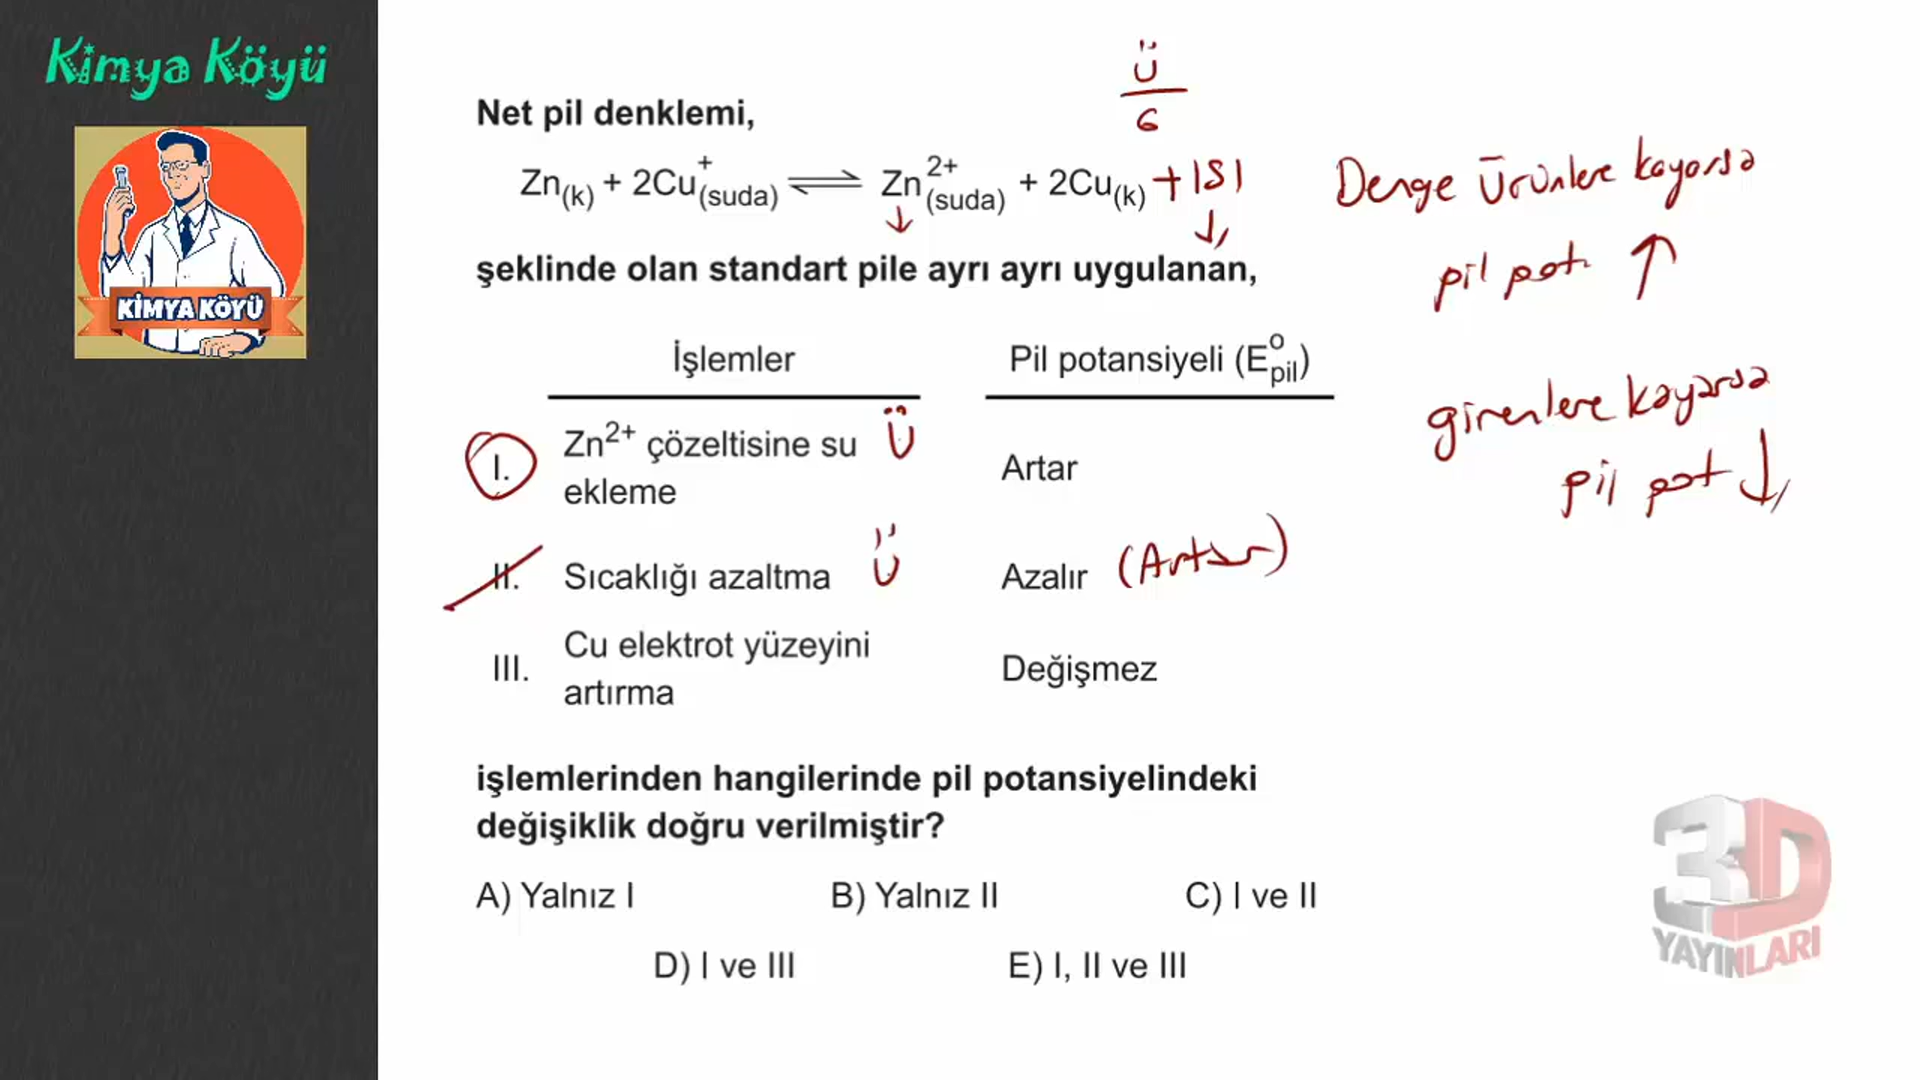 Kimya Köyü
KİMYA KÖYÜ
Ü
6
Net pil denklemi,
Zn(k) + 2Cu+(suda) ⇌ Zn2+(suda) + 2Cu(k) + ISI
↓ ↓
şeklinde olan standart pile ayrı ayrı uygulanan,
Denge Ürünlere kayarsa
pil pot. ↑
girenlere kayarsa
pil pot ↓
İşlemler Pil potansiyeli (E°pil)
I. Zn2+ çözeltisine su Ü Artar
ekleme
II. Sıcaklığı azaltma Ü Azalır (Artar)
III. Cu elektrot yüzeyini Değişmez
artırma
işlemlerinden hangilerinde pil potansiyelindeki
değişiklik doğru verilmiştir?
A) Yalnız I B) Yalnız II C) I ve II
D) I ve III E) I, II ve III
3D
YAYINLARI